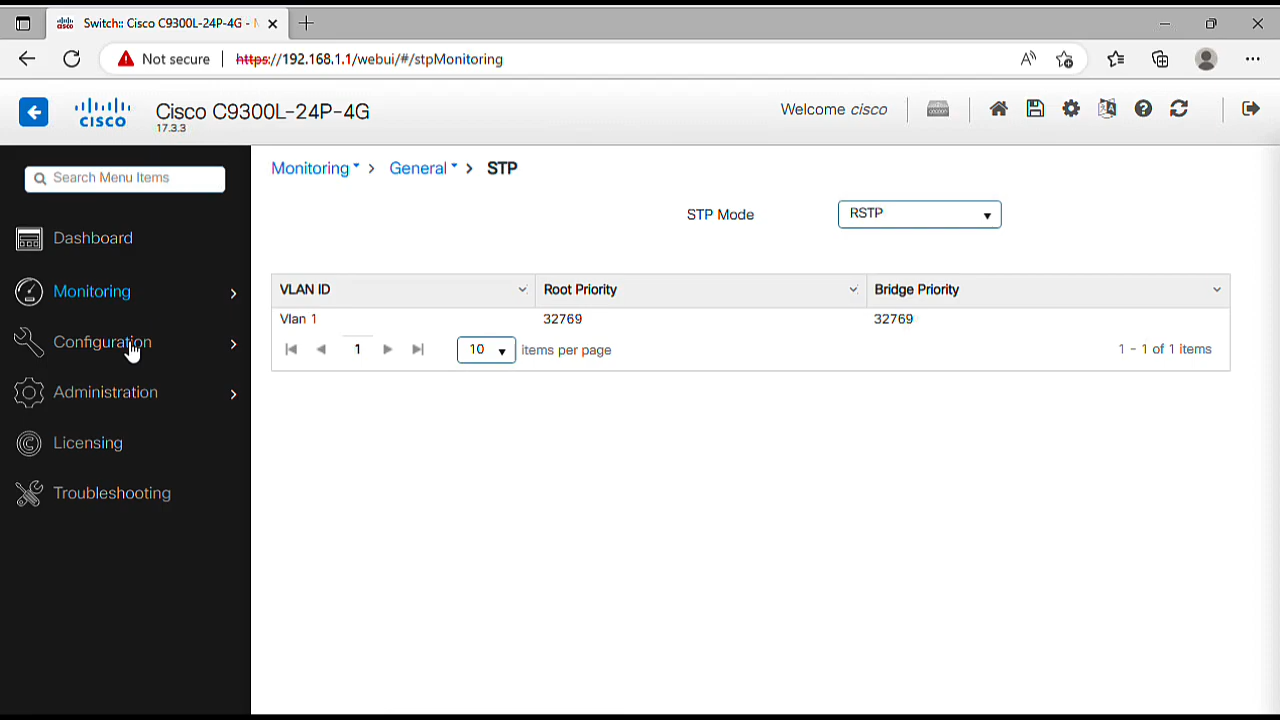 Switch:: Cisco C9300L-24P-4G -
Not secure | https://192.168.1.1/webui/#/stpMonitoring
CISCO
Cisco C9300L-24P-4G
17.3.3
Welcome cisco
Search Menu Items
Dashboard
Monitoring
Configuration
Administration
Licensing
Troubleshooting
Monitoring > General > STP
STP Mode RSTP
VLAN ID Root Priority Bridge Priority
Vlan 1 32769 32769
1 10 items per page 1 - 1 of 1 items